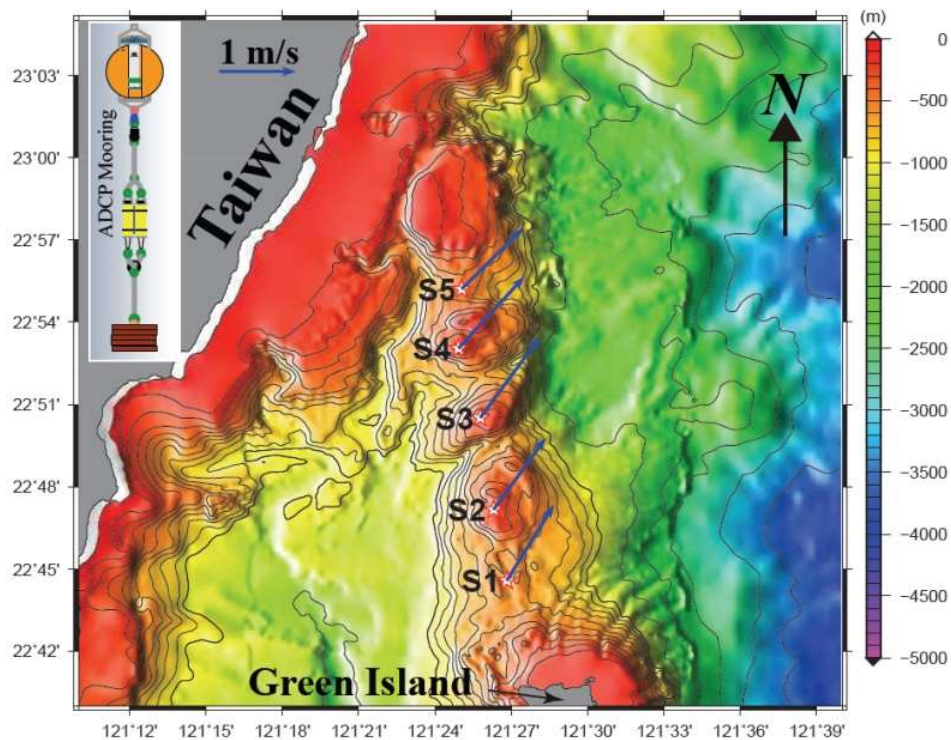 (m)
1 m/s
N
ADCP Mooring
Taiwan
S5
S4
S3
S2
S1
Green Island
23°03'
23°00'
22°57'
22°54'
22°51'
22°48'
22°45'
22°42'
121°12'
121°15'
121°18'
121°21'
121°24'
121°27'
121°30'
121°33'
121°36'
121°39'
0
−500
−1000
−1500
−2000
−2500
−3000
−3500
−4000
−4500
−5000